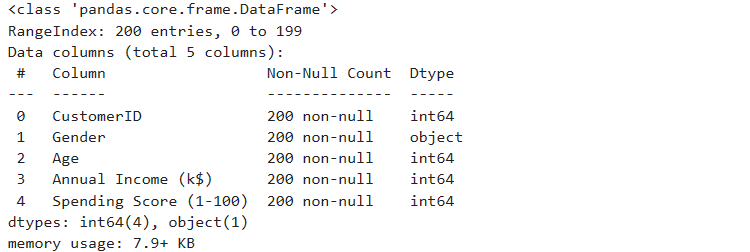 <class 'pandas.core.frame.DataFrame'>
RangeIndex: 200 entries, 0 to 199
Data columns (total 5 columns):
 #   Column                  Non-Null Count  Dtype
---  ------                  --------------  -----
 0   CustomerID              200 non-null    int64
 1   Gender                  200 non-null    object
 2   Age                     200 non-null    int64
 3   Annual Income (k$)      200 non-null    int64
 4   Spending Score (1-100)  200 non-null    int64
dtypes: int64(4), object(1)
memory usage: 7.9+ KB